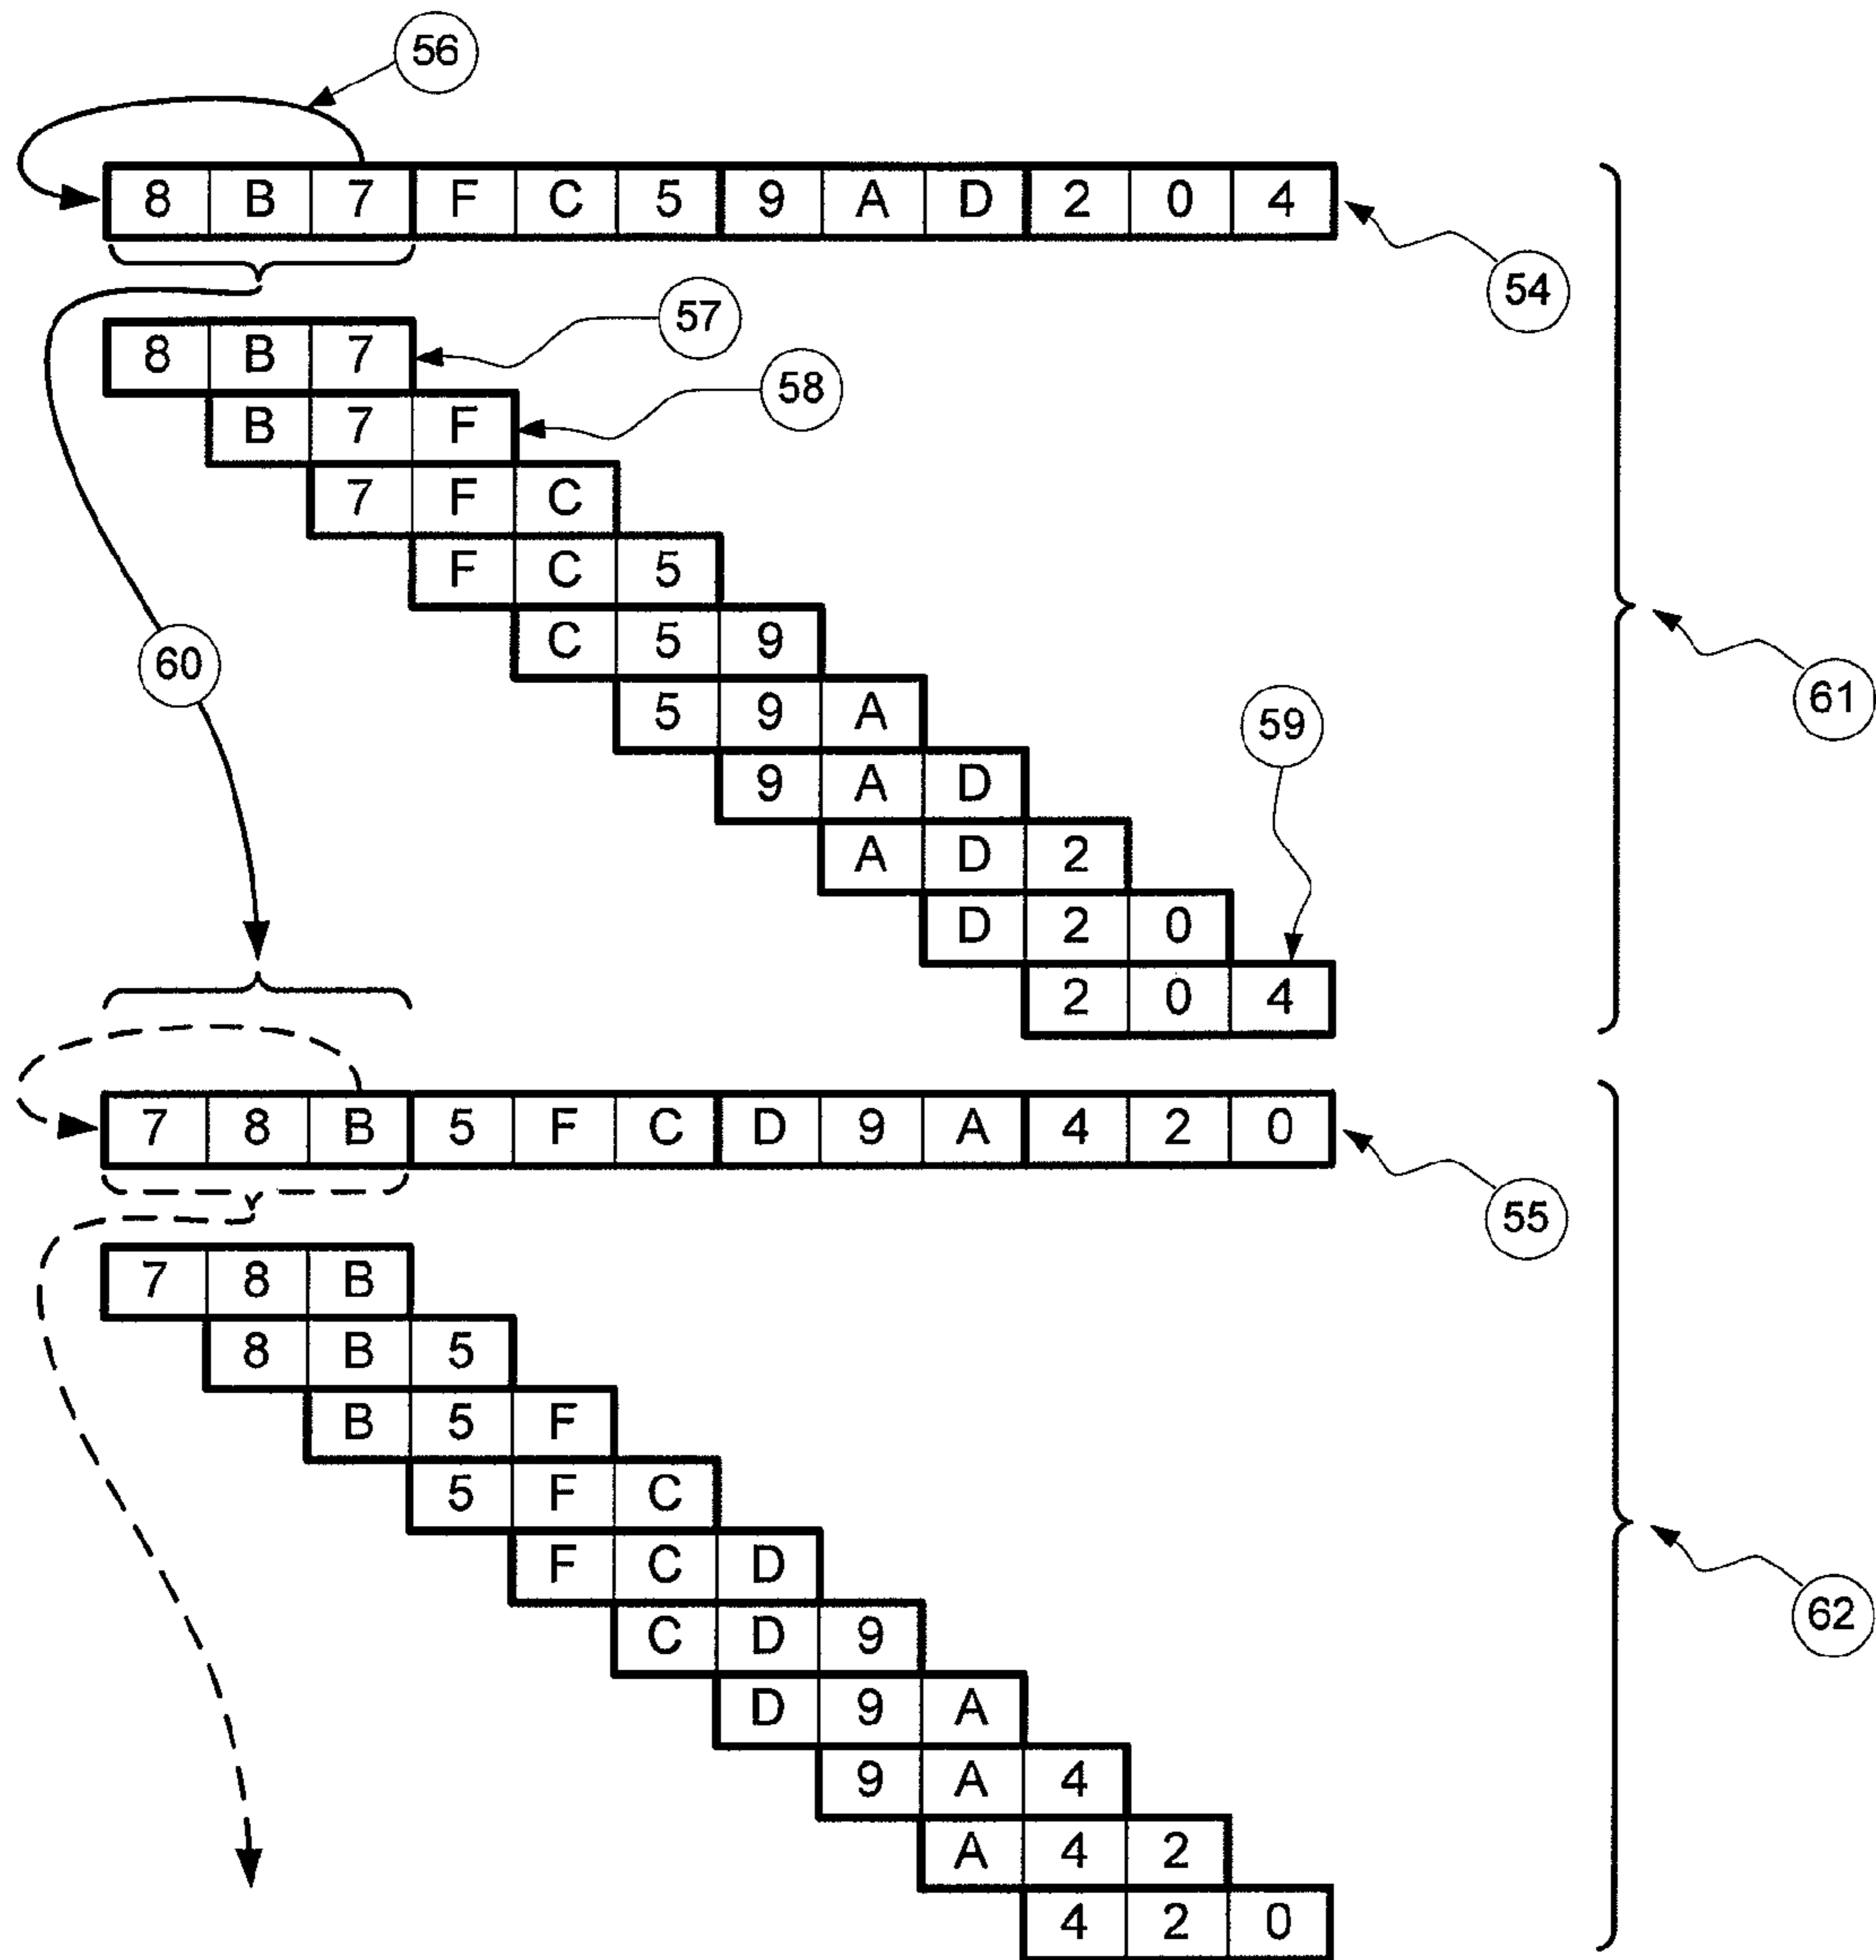 56
8 B 7 F C 5 9 A D 2 0 4
54
57
8 B 7
58
B 7 F
7 F C
F C 5
C 5 9
60
61
5 9 A
59
9 A D
A D 2
D 2 0
2 0 4
7 8 B 5 F C D 9 A 4 2 0
55
7 8 B
8 B 5
B 5 F
5 F C
F C D
C D 9
62
D 9 A
9 A 4
A 4 2
4 2 0